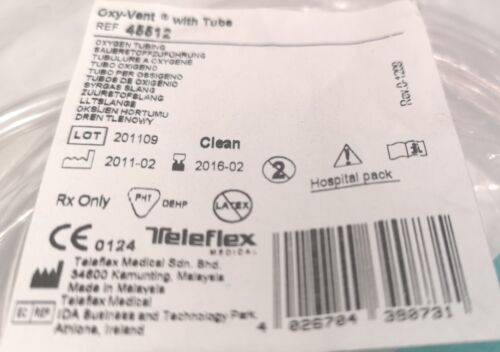 Oxy-Vent ® with Tube
REF 45512
OXYGEN TUBING
SAUERSTOFFZUFÜHRUNG
TUBULURE A OXYGENE
TUBO OXIGENO
TUBO PER OSSIGENO
TUBOS DE OXIGÉNIO
SYRGAS SLANG
ZUURSTOFSLANG
LLTSLANGE
OKSIJEN HORTUMU
DREN TLENOWY
Rev.0-1203
LOT 201109 Clean
2011-02 2016-02 2
Hospital pack
Rx Only PHT DEHP LATEX
CE 0124 Teleflex
MEDICAL
Teleflex Medical Sdn. Bhd.
34600 Kamunting, Malaysia
Made in Malaysia
Teleflex Medical
EC REP IDA Business and Technology Park,
Athlone, Ireland
4 026704 380731